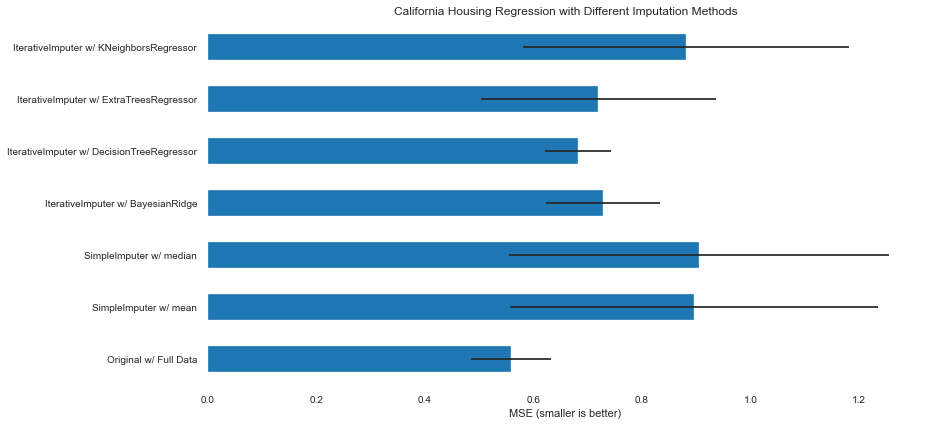 California Housing Regression with Different Imputation Methods
IterativeImputer w/ KNeighborsRegressor
IterativeImputer w/ ExtraTreesRegressor
IterativeImputer w/ DecisionTreeRegressor
IterativeImputer w/ BayesianRidge
SimpleImputer w/ median
SimpleImputer w/ mean
Original w/ Full Data
0.0 0.2 0.4 0.6 0.8 1.0 1.2
MSE (smaller is better)